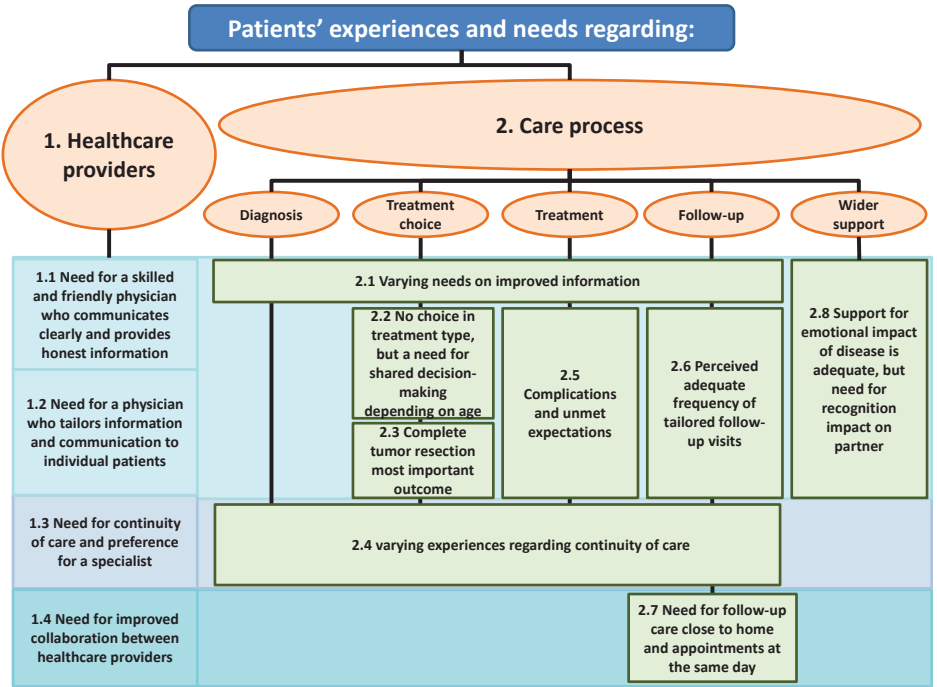 Patients’ experiences and needs regarding:
1. Healthcare
providers
2. Care process
Diagnosis
Treatment
choice
Treatment
Follow-up
Wider
support
1.1 Need for a skilled
and friendly physician
who communicates
clearly and provides
honest information
1.2 Need for a physician
who tailors information
and communication to
individual patients
1.3 Need for continuity
of care and preference
for a specialist
1.4 Need for improved
collaboration between
healthcare providers
2.1 Varying needs on improved information
2.2 No choice in
treatment type,
but a need for
shared decision-
making
depending on age
2.3 Complete
tumor resection
most important
outcome
2.5
Complications
and unmet
expectations
2.6 Perceived
adequate
frequency of
tailored follow-
up visits
2.8 Support for
emotional impact
of disease is
adequate, but
need for
recognition
impact on
partner
2.4 varying experiences regarding continuity of care
2.7 Need for follow-up
care close to home
and appointments at
the same day